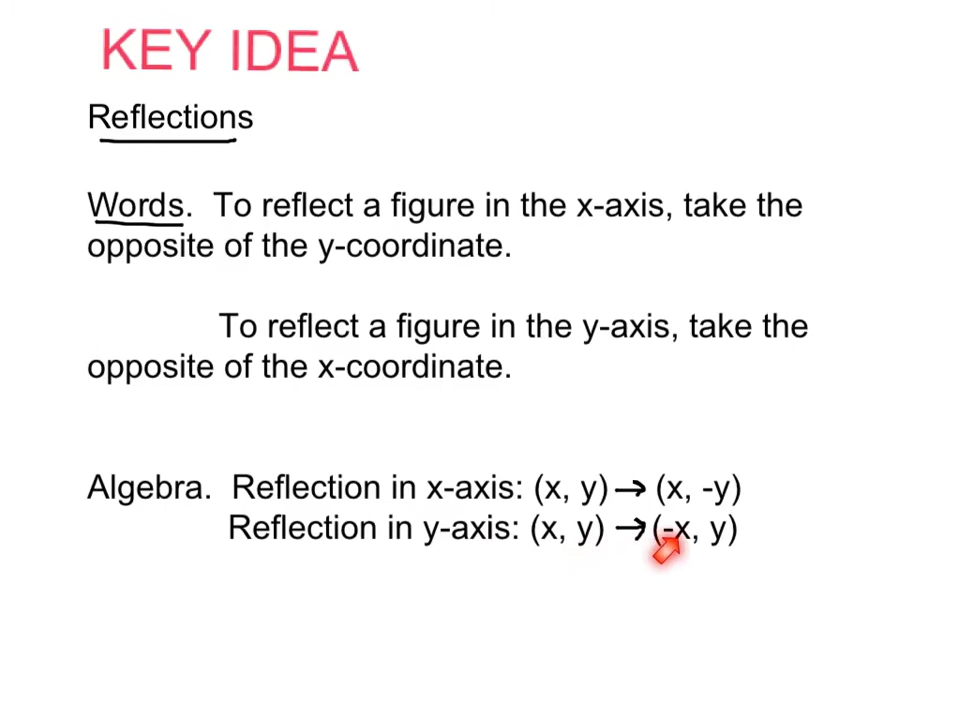 KEY IDEA
Reflections
Words. To reflect a figure in the x-axis, take the
opposite of the y-coordinate.
To reflect a figure in the y-axis, take the
opposite of the x-coordinate.
Algebra. Reflection in x-axis: (x, y) → (x, -y)
Reflection in y-axis: (x, y) → (-x, y)